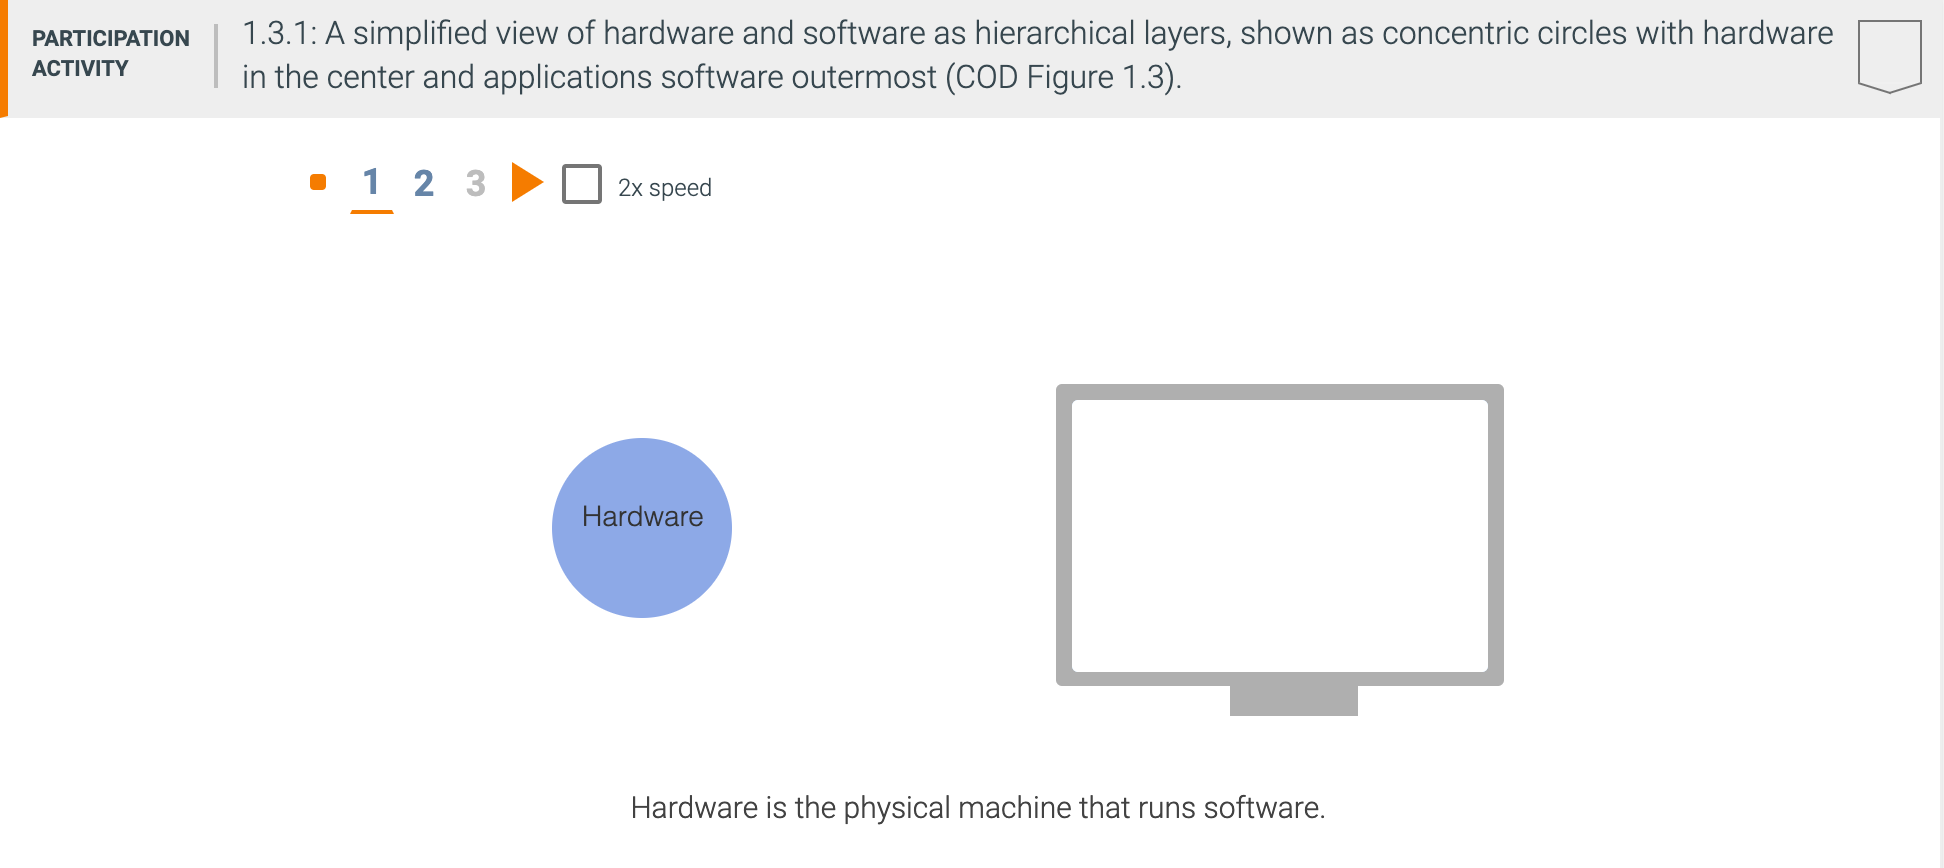 PARTICIPATION
ACTIVITY
1.3.1: A simplified view of hardware and software as hierarchical layers, shown as concentric circles with hardware
in the center and applications software outermost (COD Figure 1.3).
1 2 3 2x speed
Hardware
Hardware is the physical machine that runs software.